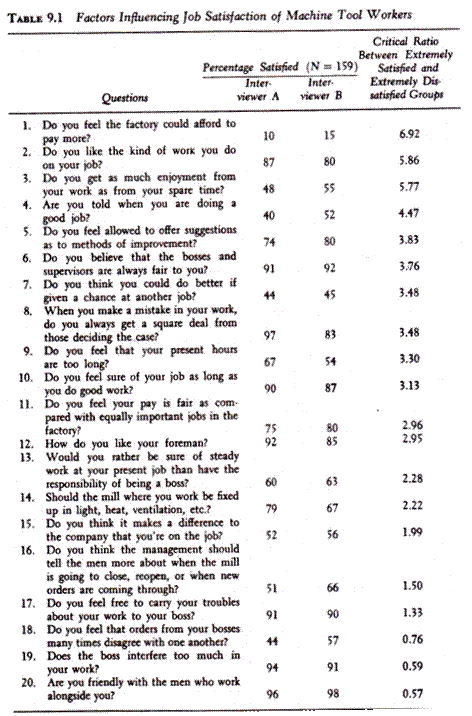 TABLE 9.1 Factors Influencing Job Satisfaction of Machine Tool Workers
Critical Ratio
Between Extremely
Percentage Satisfied (N = 159) Satisfied and
Inter- Inter- Extremely Dis-
Questions viewer A viewer B satisfied Groups
1. Do you feel the factory could afford to
pay more? 10 15 6.92
2. Do you like the kind of work you do
on your job? 87 80 5.86
3. Do you get as much enjoyment from
your work as from your spare time? 48 55 5.77
4. Are you told when you are doing a
good job? 40 52 4.47
5. Do you feel allowed to offer suggestions
as to methods of improvement? 74 80 3.83
6. Do you believe that the bosses and
supervisors are always fair to you? 91 92 3.76
7. Do you think you could do better if
given a chance at another job? 44 45 3.48
8. When you make a mistake in your work,
do you always get a square deal from
those deciding the case? 97 83 3.48
9. Do you feel that your present hours
are too long? 67 54 3.30
10. Do you feel sure of your job as long as
you do good work? 90 87 3.13
11. Do you feel your pay is fair as com-
pared with equally important jobs in the
factory? 75 80 2.96
12. How do you like your foreman? 92 85 2.95
13. Would you rather be sure of steady
work at your present job than have the
responsibility of being a boss? 60 63 2.28
14. Should the mill where you work be fixed
up in light, heat, ventilation, etc.? 79 67 2.22
15. Do you think it makes a difference to
the company that you're on the job? 52 56 1.99
16. Do you think the management should
tell the men more about when the mill
is going to close, reopen, or when new
orders are coming through? 51 66 1.50
17. Do you feel free to carry your troubles
about your work to your boss? 91 90 1.33
18. Do you feel that orders from your bosses
many times disagree with one another? 44 57 0.76
19. Does the boss interfere too much in
your work? 94 91 0.59
20. Are you friendly with the men who work
alongside you? 96 98 0.57